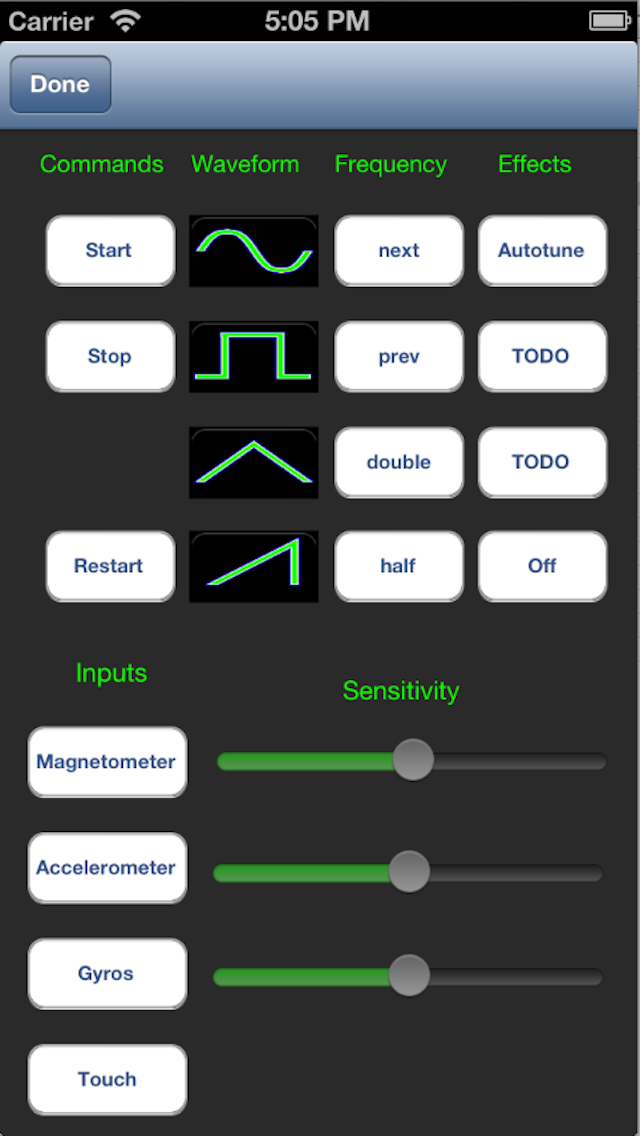 Carrier 5:05 PM
Done
Commands Waveform Frequency Effects
Start next Autotune
Stop prev TODO
double TODO
Restart half Off
Inputs
Sensitivity
Magnetometer
Accelerometer
Gyros
Touch